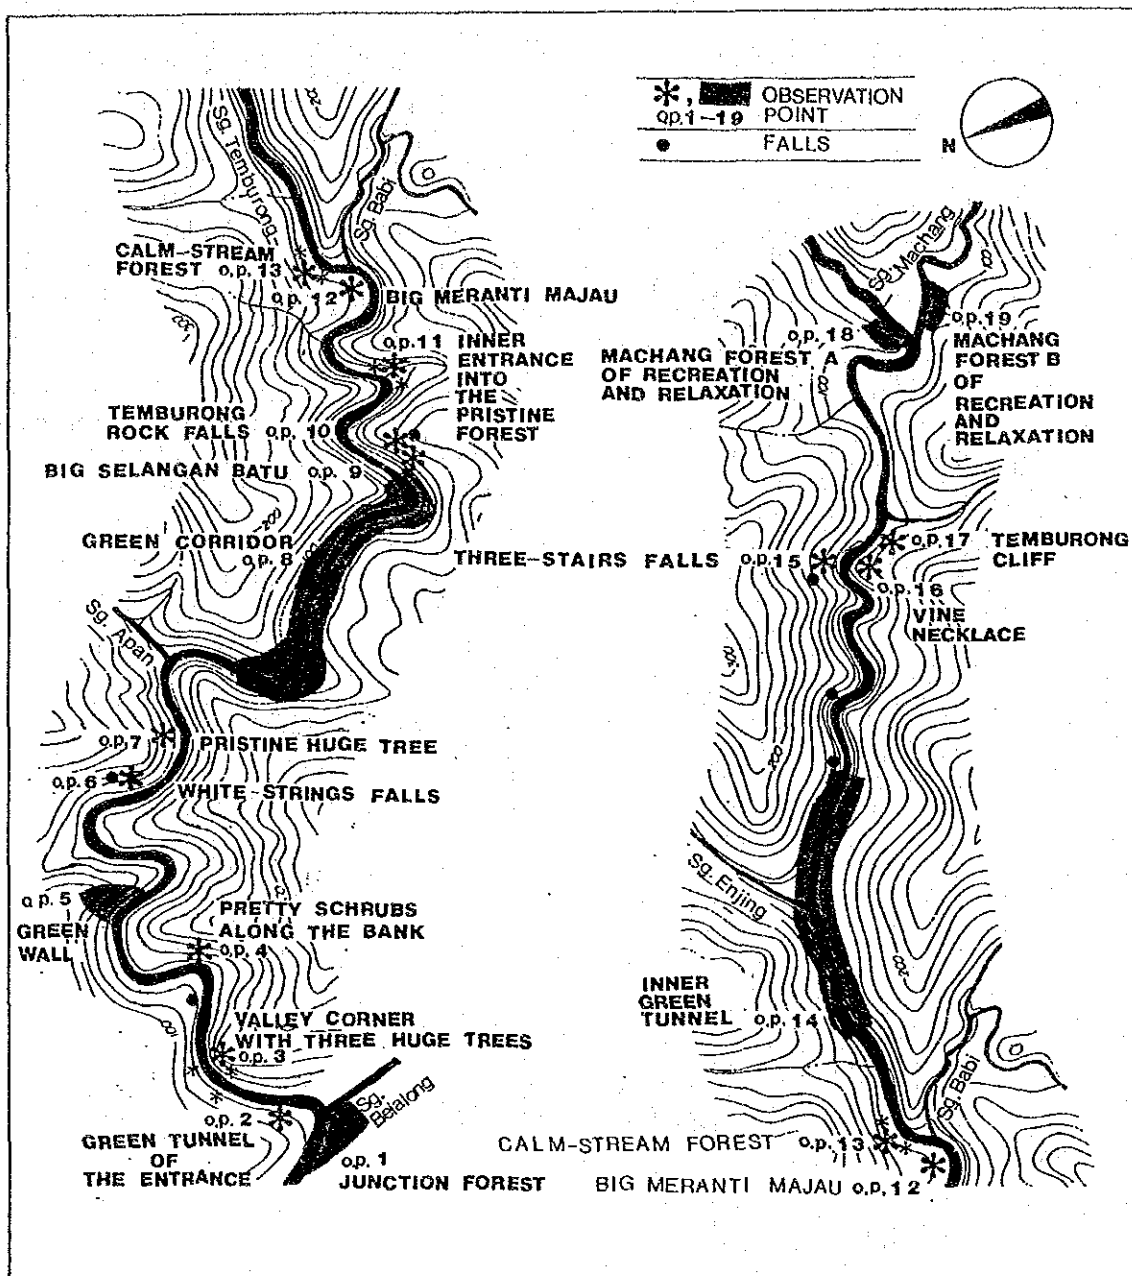 *, OBSERVATION
op.1-19 POINT
FALLS
N
200
Sg. Temburong
Sg. Babi
CALM-STREAM
FOREST o.p.13
o.p.12 BIG MERANTI MAJAU
o.p.11 INNER
ENTRANCE
INTO
THE
PRISTINE
FOREST
TEMBURONG
ROCK FALLS o.p.10
BIG SELANGAN BATU o.p.9
200
GREEN CORRIDOR
o.p.8
Sg. Apan
o.p.7 PRISTINE HUGE TREE
o.p.6
WHITE-STRINGS FALLS
o.p.5
GREEN
WALL
PRETTY SCHRUBS
ALONG THE BANK
o.p.4
100
VALLEY CORNER
WITH THREE HUGE TREES
o.p.3
Sg. Belalong
o.p.2
GREEN TUNNEL
OF
THE ENTRANCE
o.p.1
JUNCTION FOREST
Sg. Machang
o.p.18
MACHANG FOREST A
OF RECREATION
AND RELAXATION
o.p.19
MACHANG
FOREST B
OF
RECREATION
AND
RELAXATION
THREE-STAIRS FALLS o.p.15
o.p.17 TEMBURONG
CLIFF
o.p.16
VINE
NECKLACE
200
Sg. Enjing
200
INNER
GREEN
TUNNEL o.p.14
Sg. Babi
CALM-STREAM FOREST o.p.13
BIG MERANTI MAJAU o.p.12